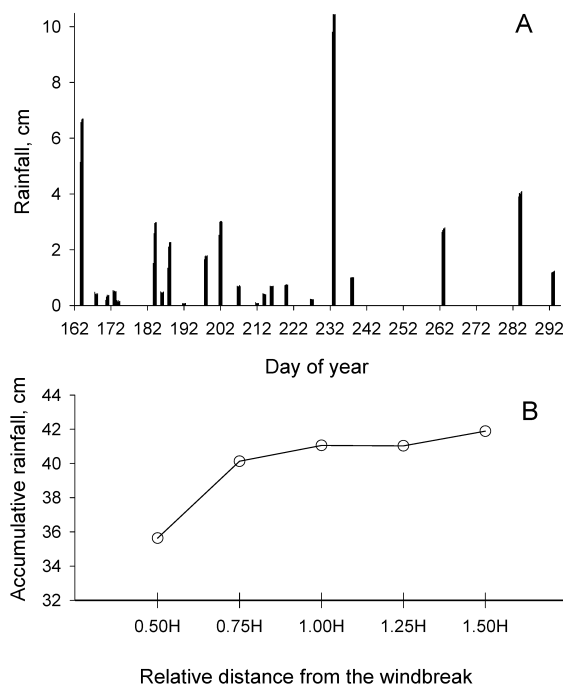 A
Rainfall, cm
10
8
6
4
2
0
162 172 182 192 202 212 222 232 242 252 262 272 282 292
Day of year
B
Accumulative rainfall, cm
44
42
40
38
36
34
32
0.50H 0.75H 1.00H 1.25H 1.50H
Relative distance from the windbreak